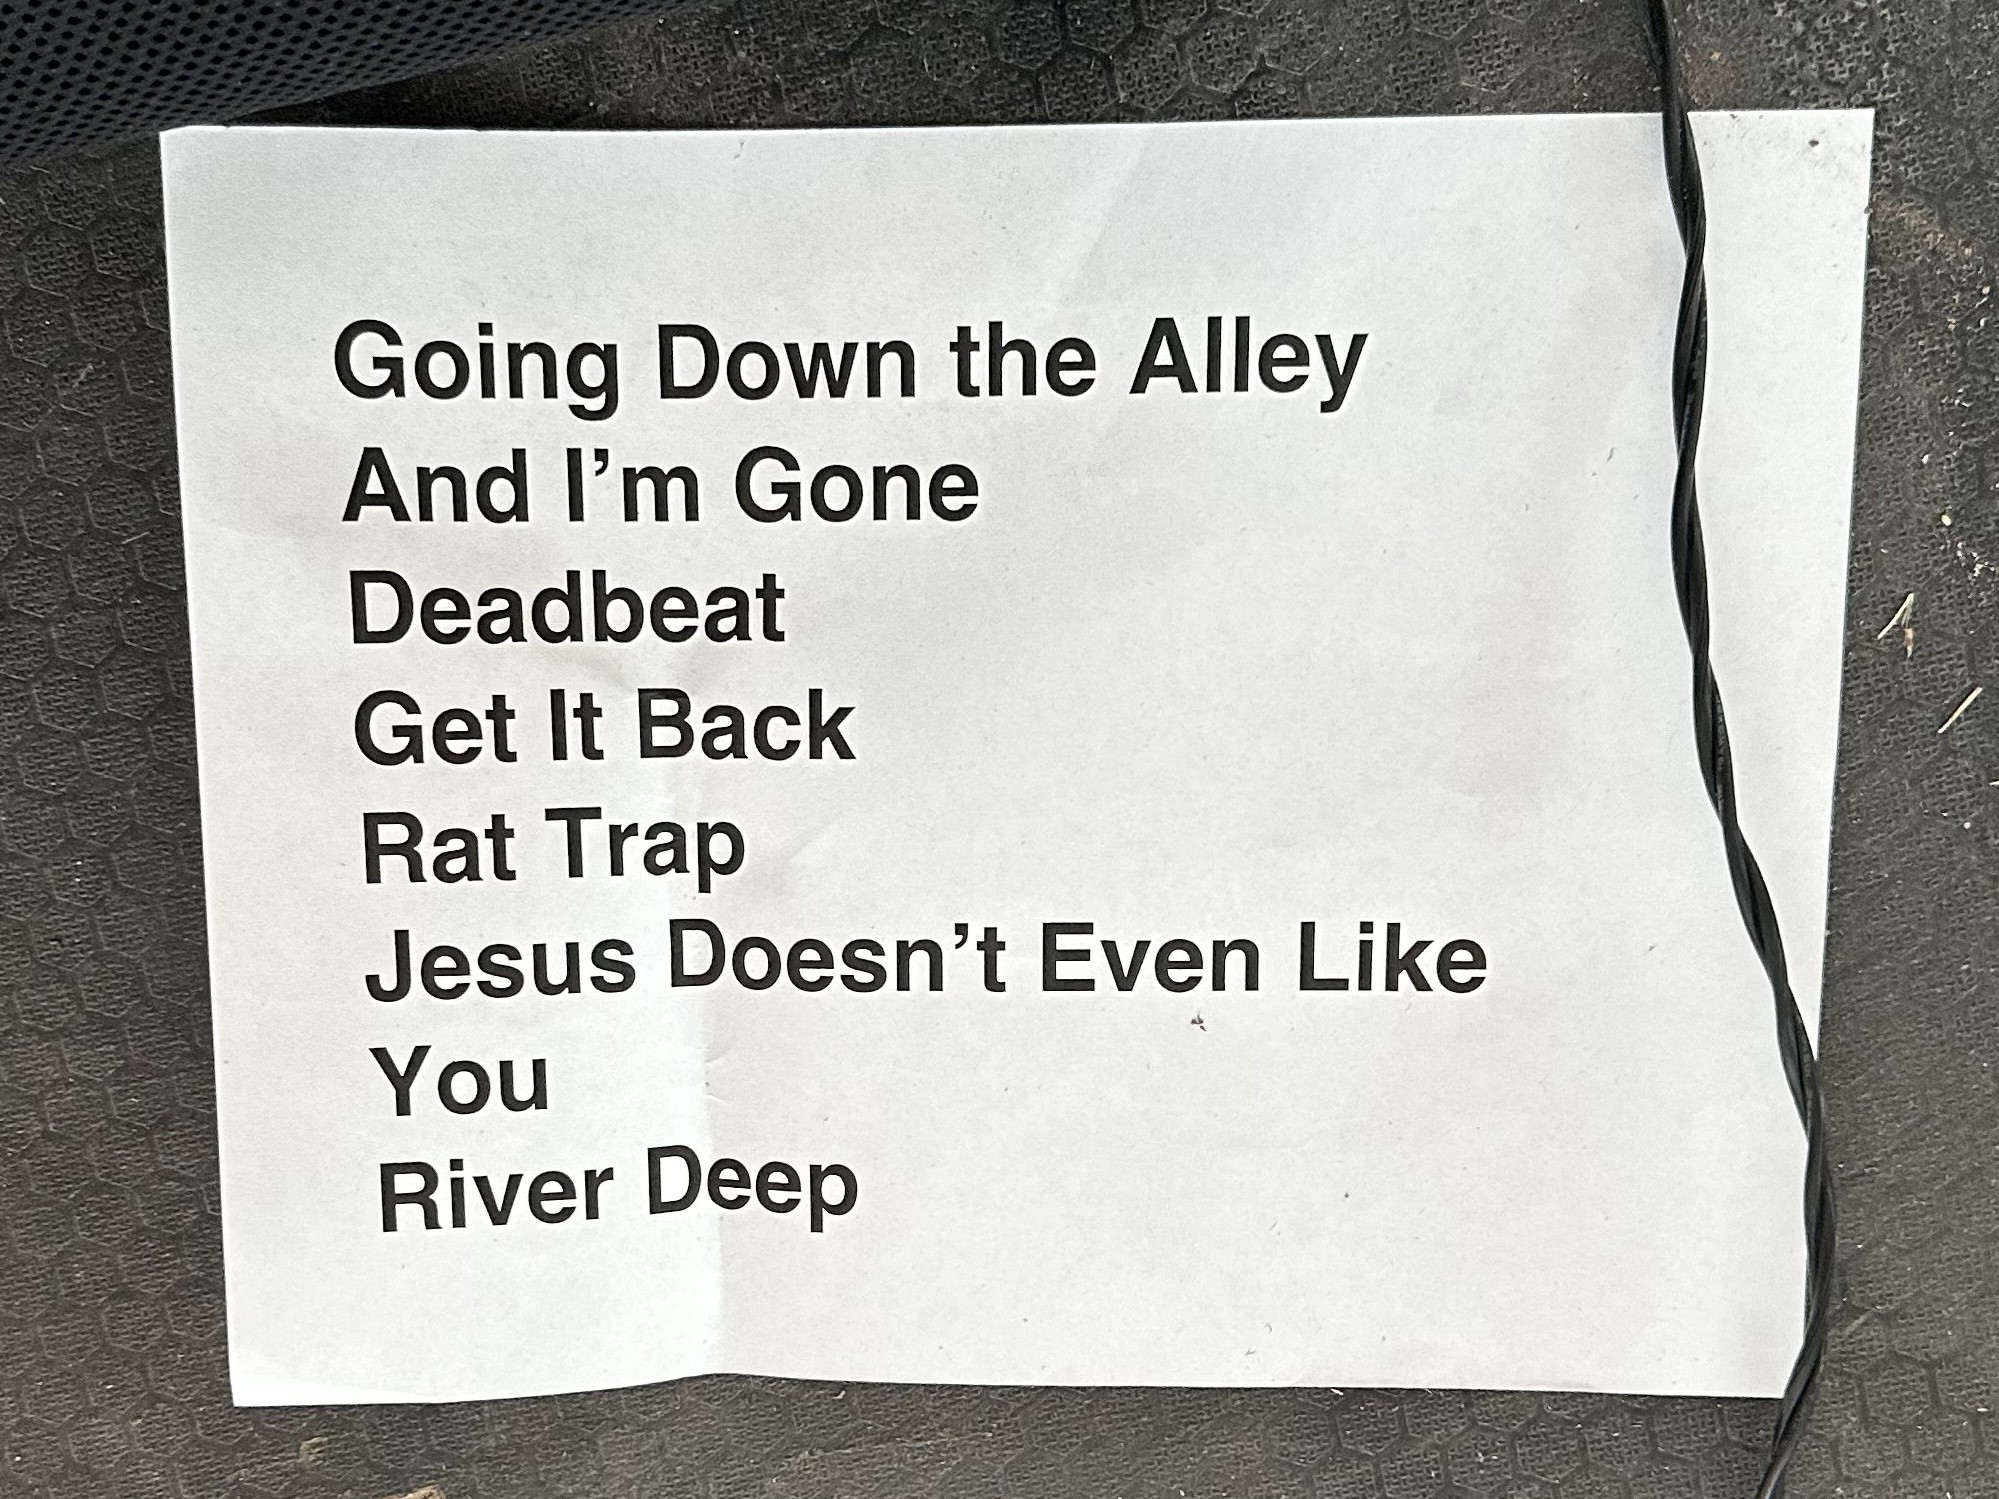 Going Down the Alley
And I’m Gone
Deadbeat
Get It Back
Rat Trap
Jesus Doesn’t Even Like
You
River Deep